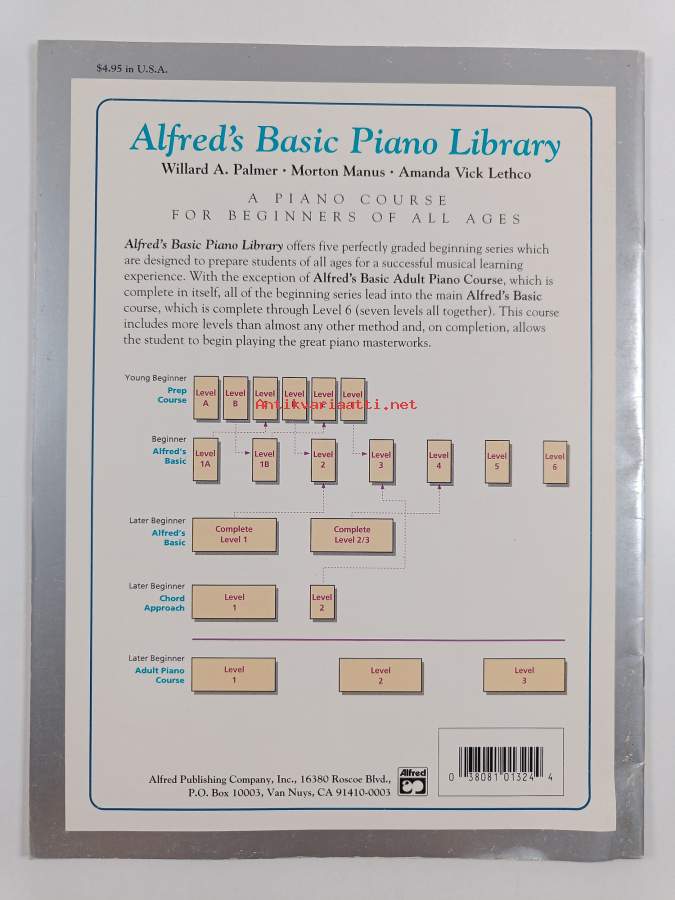 $4.95 in U.S.A.
Alfred's Basic Piano Library
Willard A. Palmer • Morton Manus • Amanda Vick Lethco
A PIANO COURSE
FOR BEGINNERS OF ALL AGES
Alfred's Basic Piano Library offers five perfectly graded beginning series which
are designed to prepare students of all ages for a successful musical learning
experience. With the exception of Alfred's Basic Adult Piano Course, which is
complete in itself, all of the beginning series lead into the main Alfred's Basic
course, which is complete through Level 6 (seven levels all together). This course
includes more levels than almost any other method and, on completion, allows
the student to begin playing the great piano masterworks.
Young Beginner
Prep
Course
Level
A
Level
B
Level
Level
Level
Level
Antikvariaatti.net
Beginner
Alfred's
Basic
Level
1A
Level
1B
Level
2
Level
3
Level
4
Level
5
Level
6
Later Beginner
Alfred's
Basic
Complete
Level 1
Complete
Level 2/3
Later Beginner
Chord
Approach
Level
1
Level
2
Later Beginner
Adult Piano
Course
Level
1
Level
2
Level
3
Alfred Publishing Company, Inc., 16380 Roscoe Blvd.,
P.O. Box 10003, Van Nuys, CA 91410-0003
Alfred
0 38081 01324 4